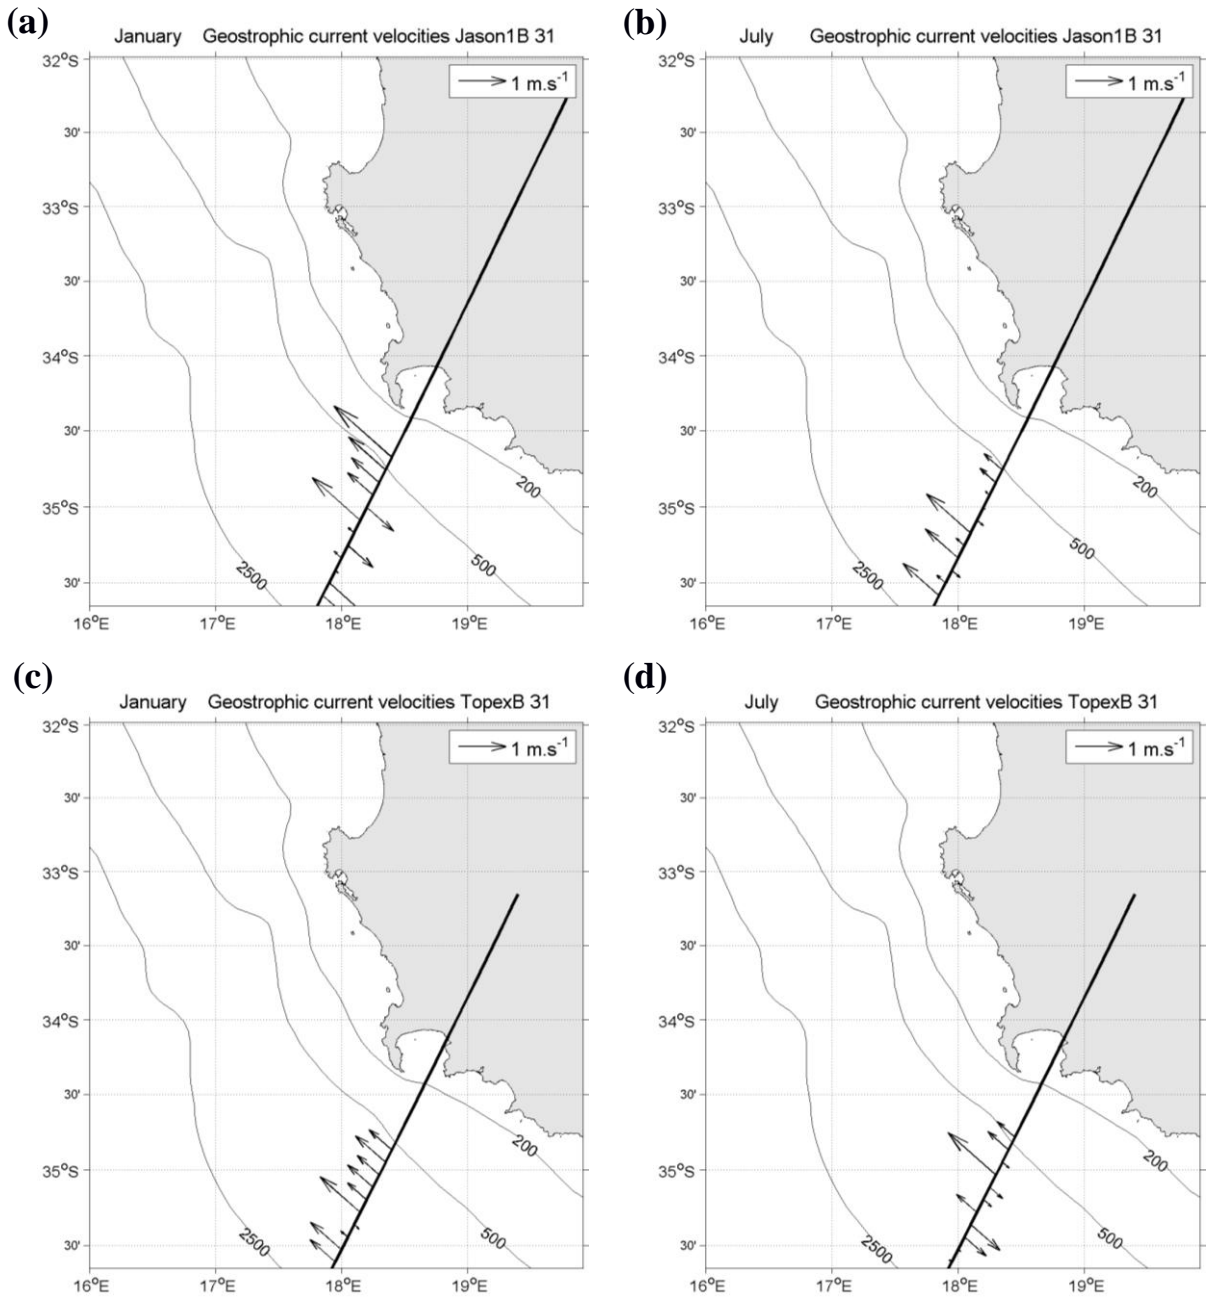 (a)
January Geostrophic current velocities Jason1B 31
1 m.s-1
32°S
30'
33°S
30'
34°S
30'
35°S
30'
200
500
2500
16°E 17°E 18°E 19°E
(b)
July Geostrophic current velocities Jason1B 31
1 m.s-1
32°S
30'
33°S
30'
34°S
30'
35°S
30'
200
500
2500
16°E 17°E 18°E 19°E
(c)
January Geostrophic current velocities TopexB 31
1 m.s-1
32°S
30'
33°S
30'
34°S
30'
35°S
30'
200
500
2500
16°E 17°E 18°E 19°E
(d)
July Geostrophic current velocities TopexB 31
1 m.s-1
32°S
30'
33°S
30'
34°S
30'
35°S
30'
200
500
2500
16°E 17°E 18°E 19°E